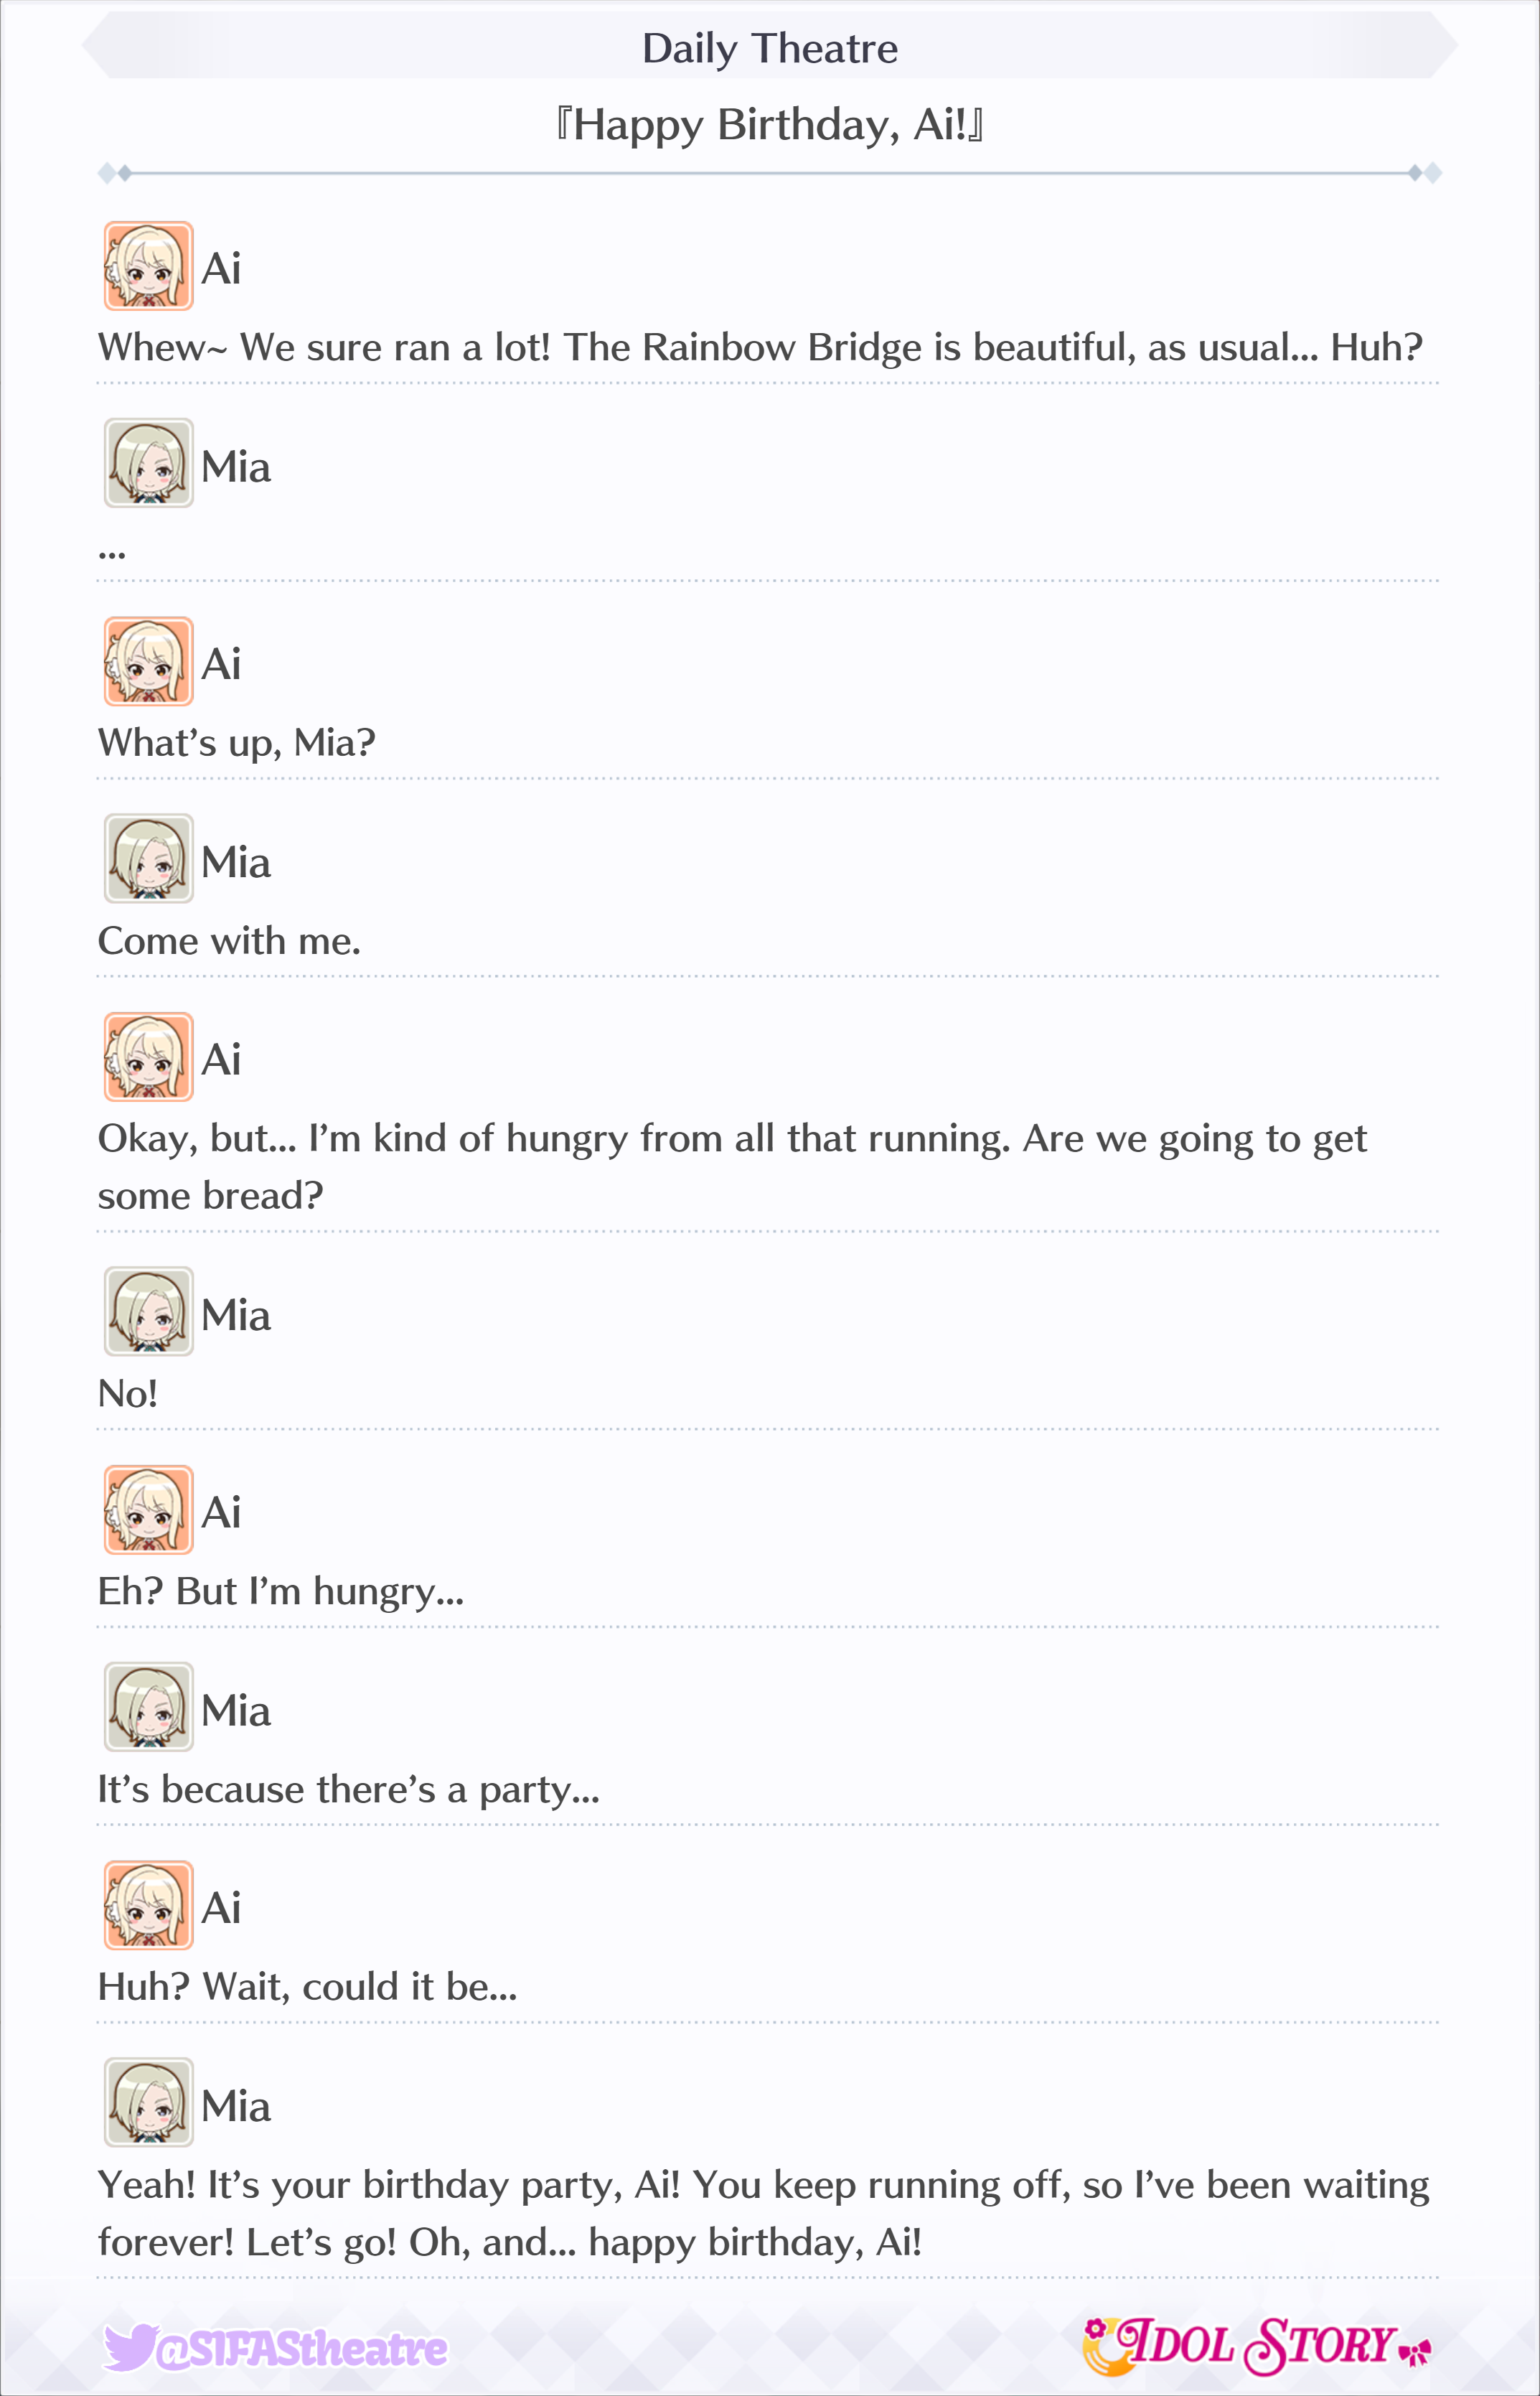 Daily Theatre
『Happy Birthday, Ai!』
Ai
Whew~ We sure ran a lot! The Rainbow Bridge is beautiful, as usual... Huh?
Mia
...
Ai
What's up, Mia?
Mia
Come with me.
Ai
Okay, but... I'm kind of hungry from all that running. Are we going to get
some bread?
Mia
No!
Ai
Eh? But I'm hungry...
Mia
It's because there's a party...
Ai
Huh? Wait, could it be...
Mia
Yeah! It's your birthday party, Ai! You keep running off, so I've been waiting
forever! Let's go! Oh, and... happy birthday, Ai!
@SIFAStheatre
IDOL STORY